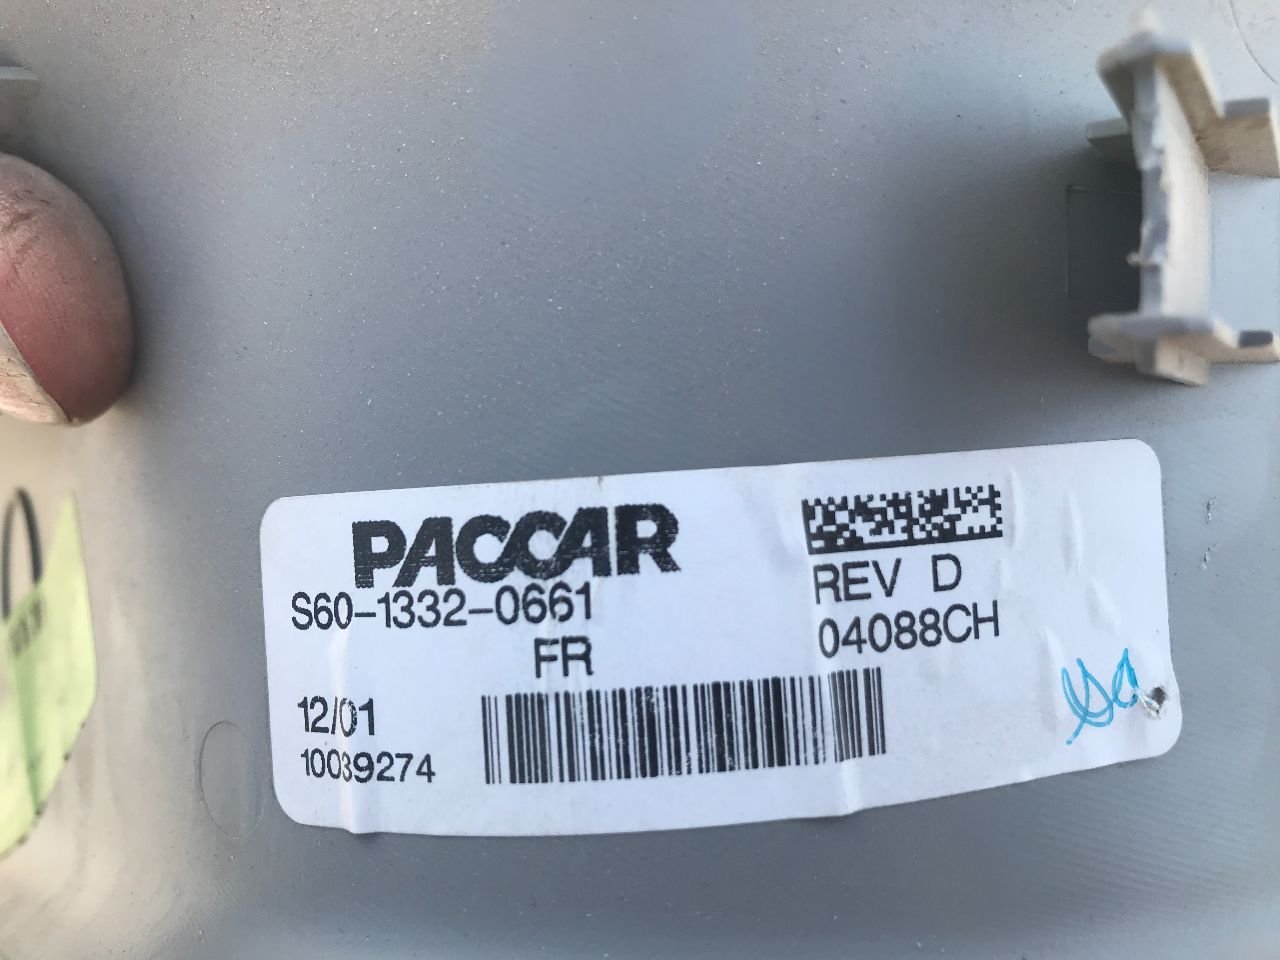 PACCAR
S60-1332-0661
FR
REV D
04088CH
12/01
10039274